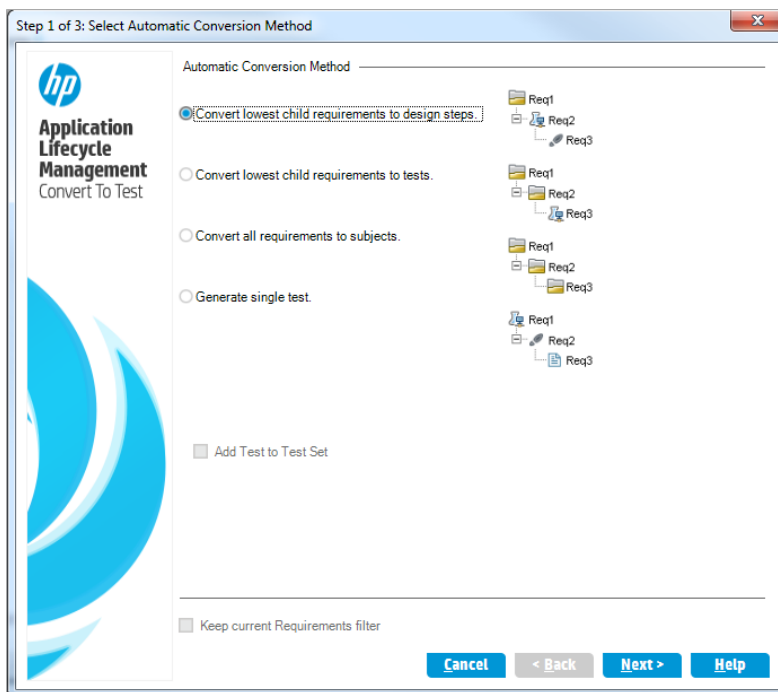 Step 1 of 3: Select Automatic Conversion Method
x
hp
Application
Lifecycle
Management
Convert To Test
Automatic Conversion Method
Convert lowest child requirements to design steps.
Req1
Req2
Req3
Convert lowest child requirements to tests.
Req1
Req2
Req3
Convert all requirements to subjects.
Req1
Req2
Req3
Generate single test.
Req1
Req2
Req3
Add Test to Test Set
Keep current Requirements filter
Cancel
< Back
Next >
Help